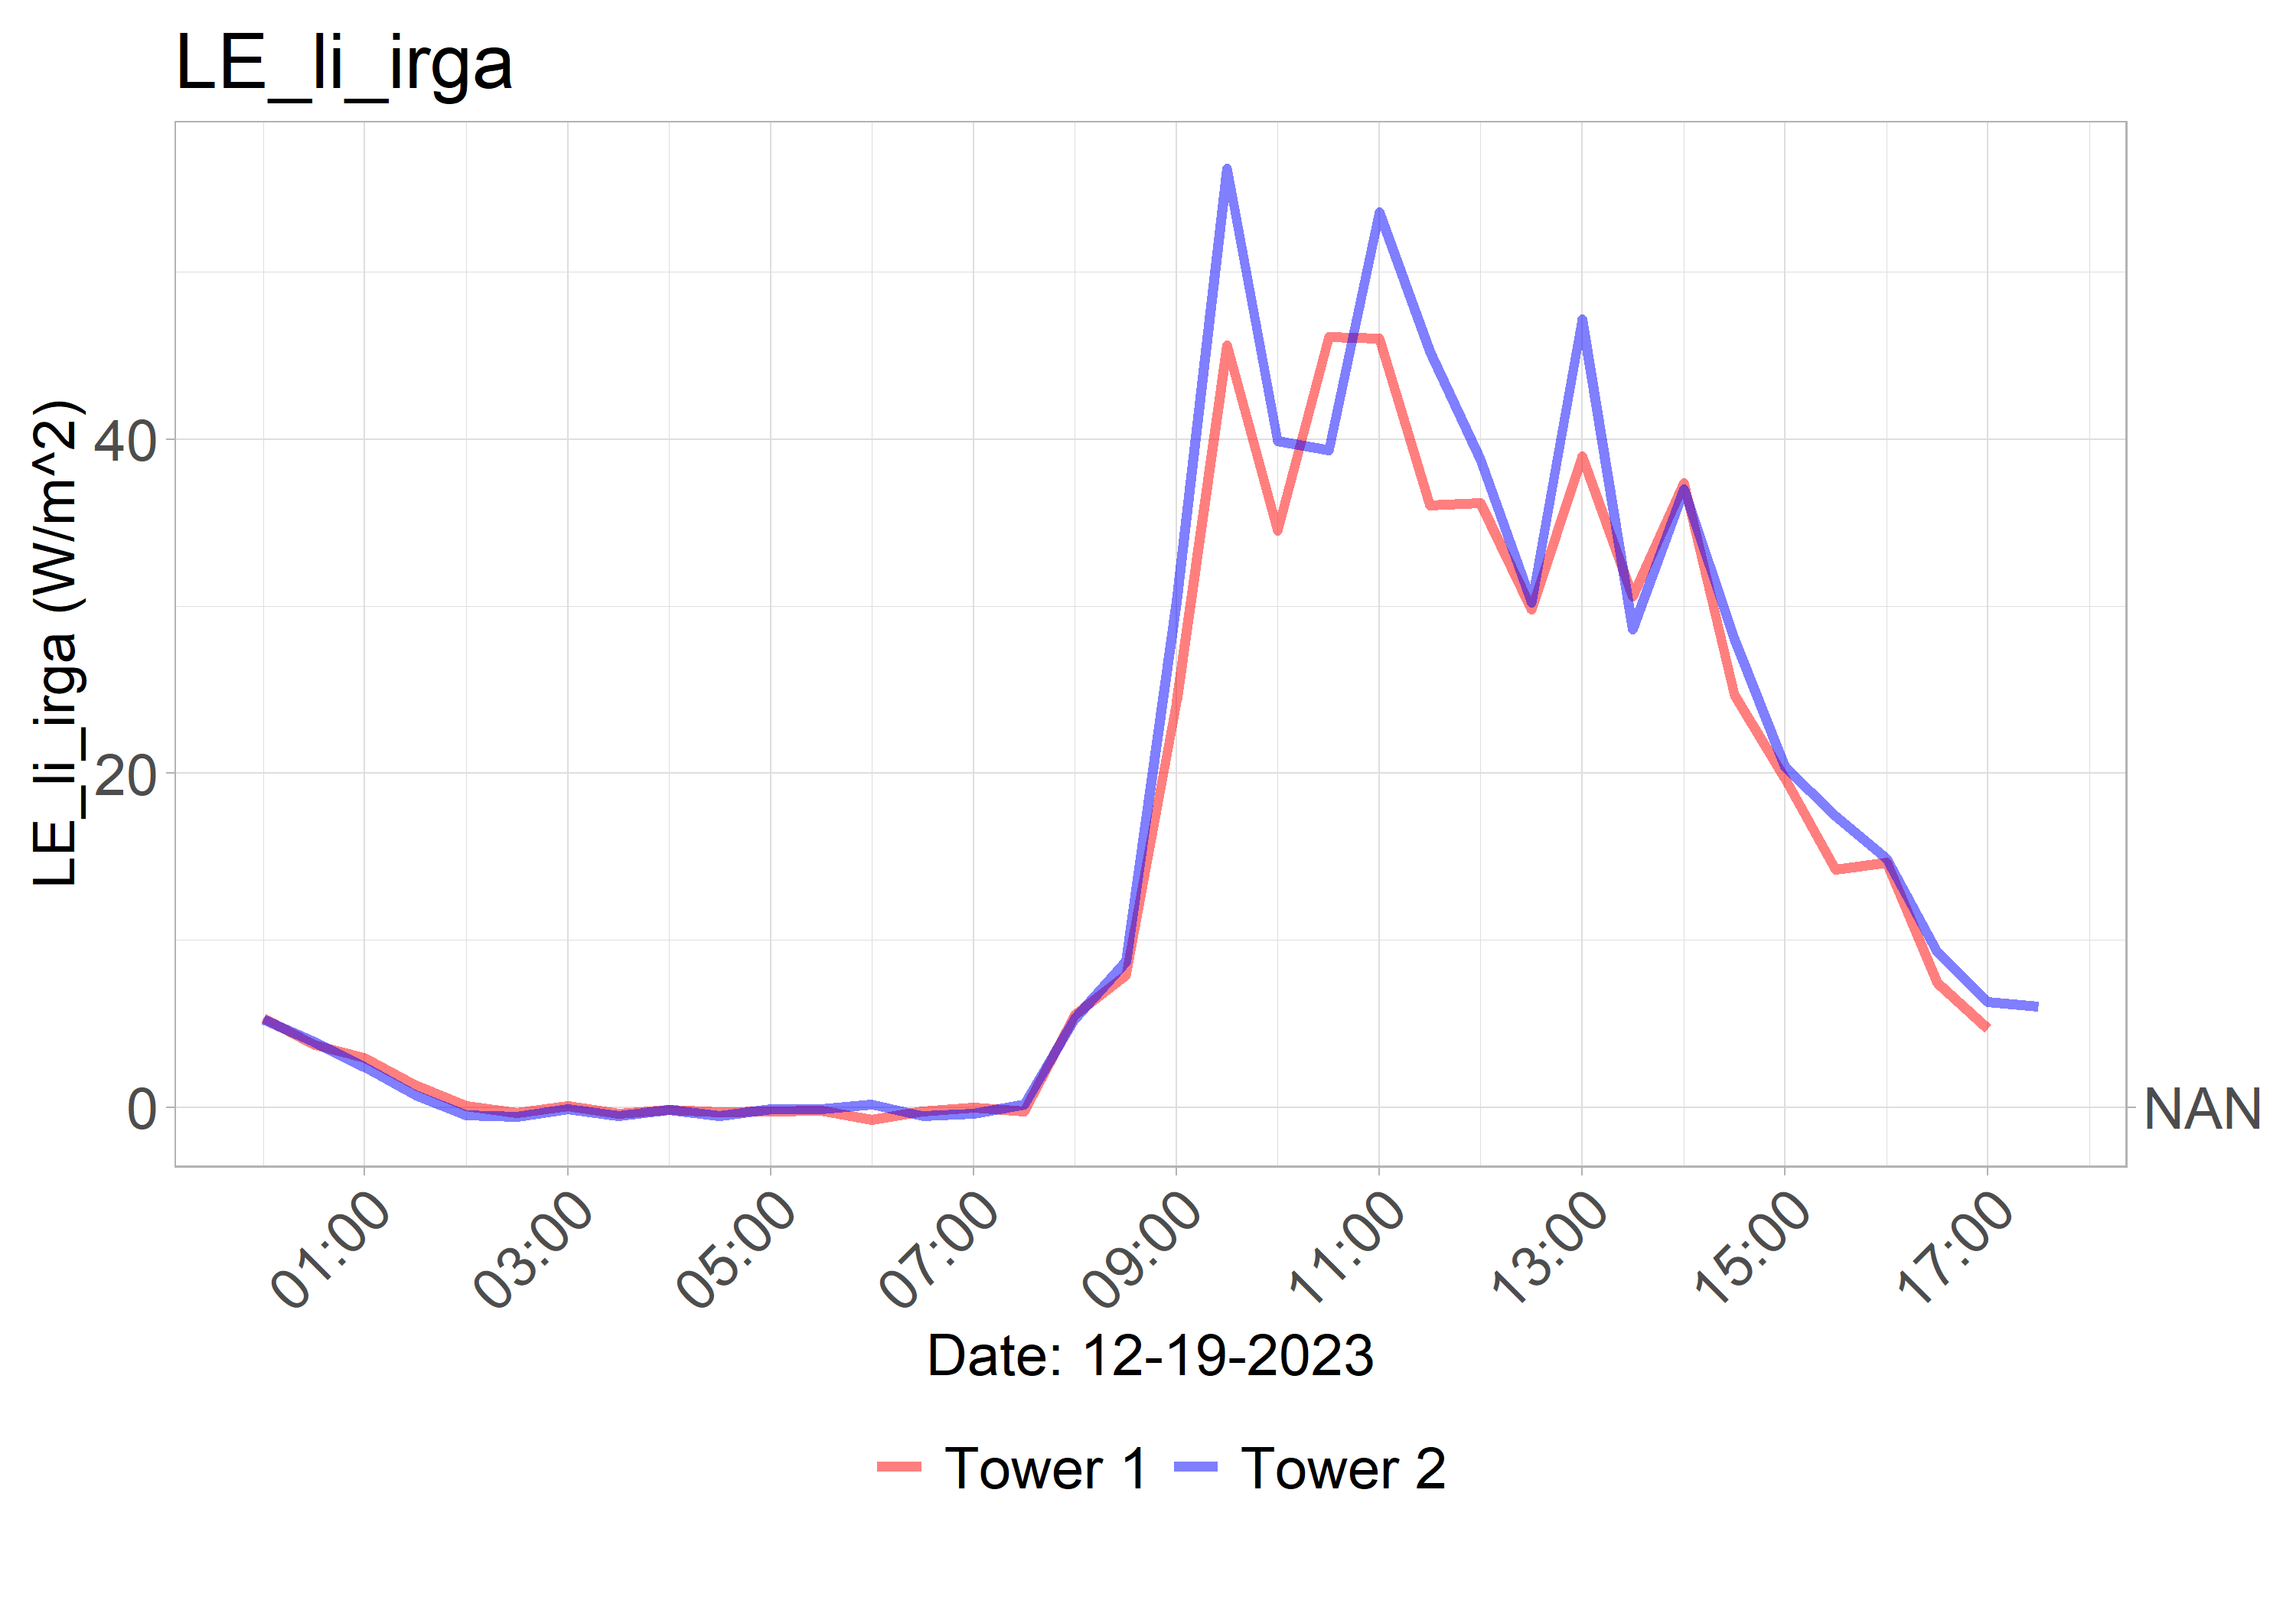 LE_li_irga
LE_li_irga (W/m^2)
40
20
0
NAN
01:00 03:00 05:00 07:00 09:00 11:00 13:00 15:00 17:00
Date: 12-19-2023
Tower 1 Tower 2